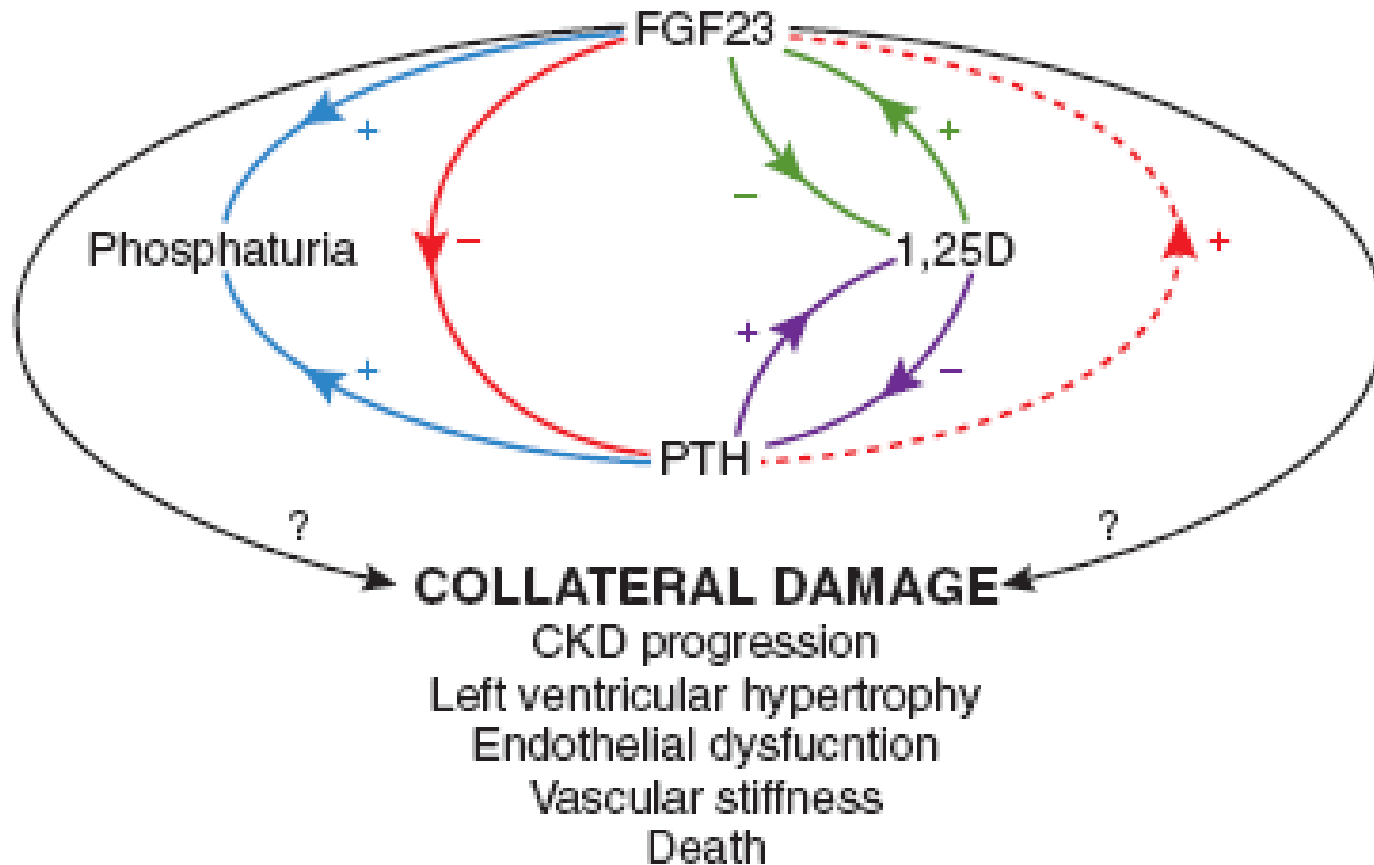 FGF23
+
+
−
−
Phosphaturia
1,25D
+
+
+
−
PTH
?
?
COLLATERAL DAMAGE
CKD progression
Left ventricular hypertrophy
Endothelial dysfucntion
Vascular stiffness
Death